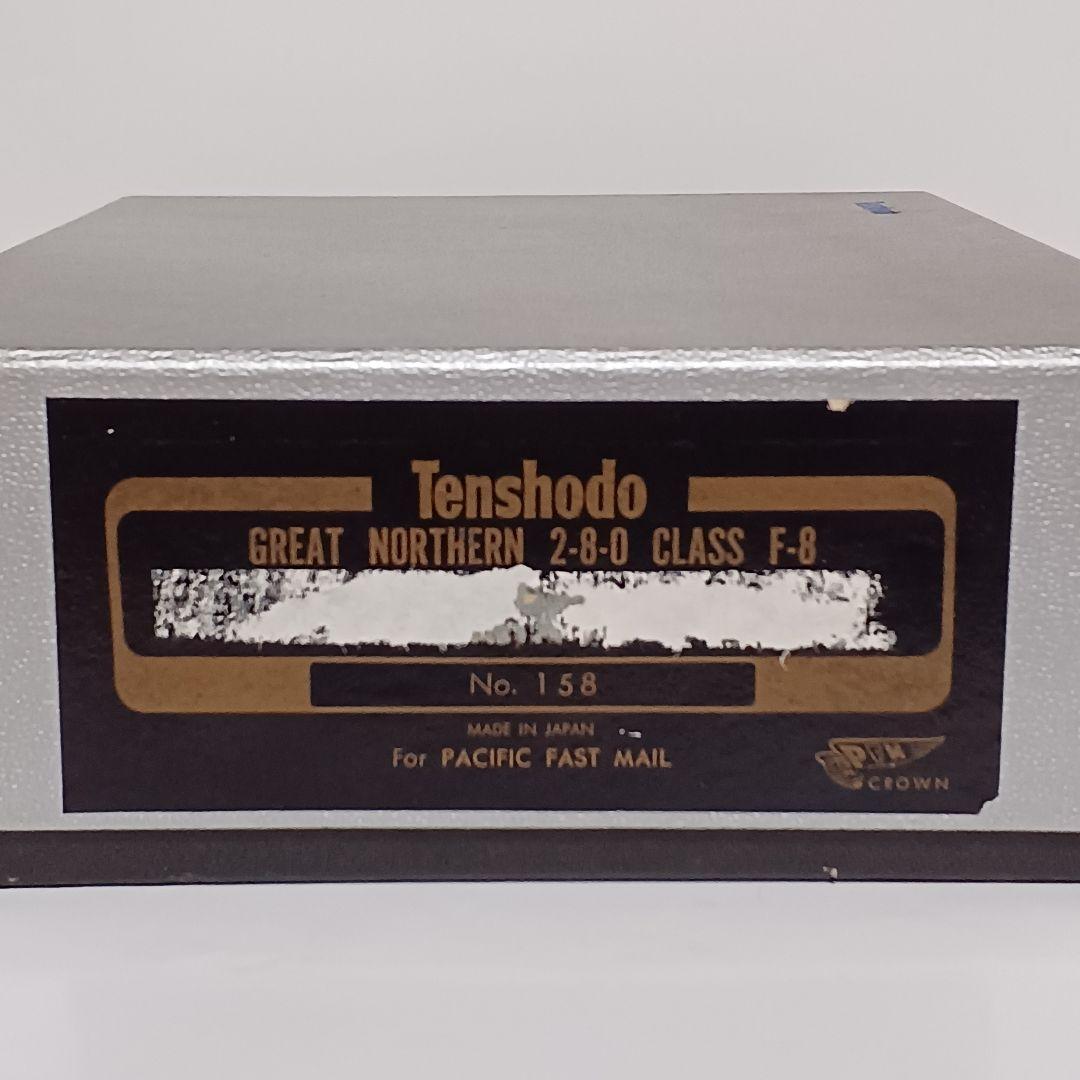 Tenshodo
GREAT NORTHERN 2-8-0 CLASS F-8
No. 158
MADE IN JAPAN
For PACIFIC FAST MAIL
PFM
CROWN